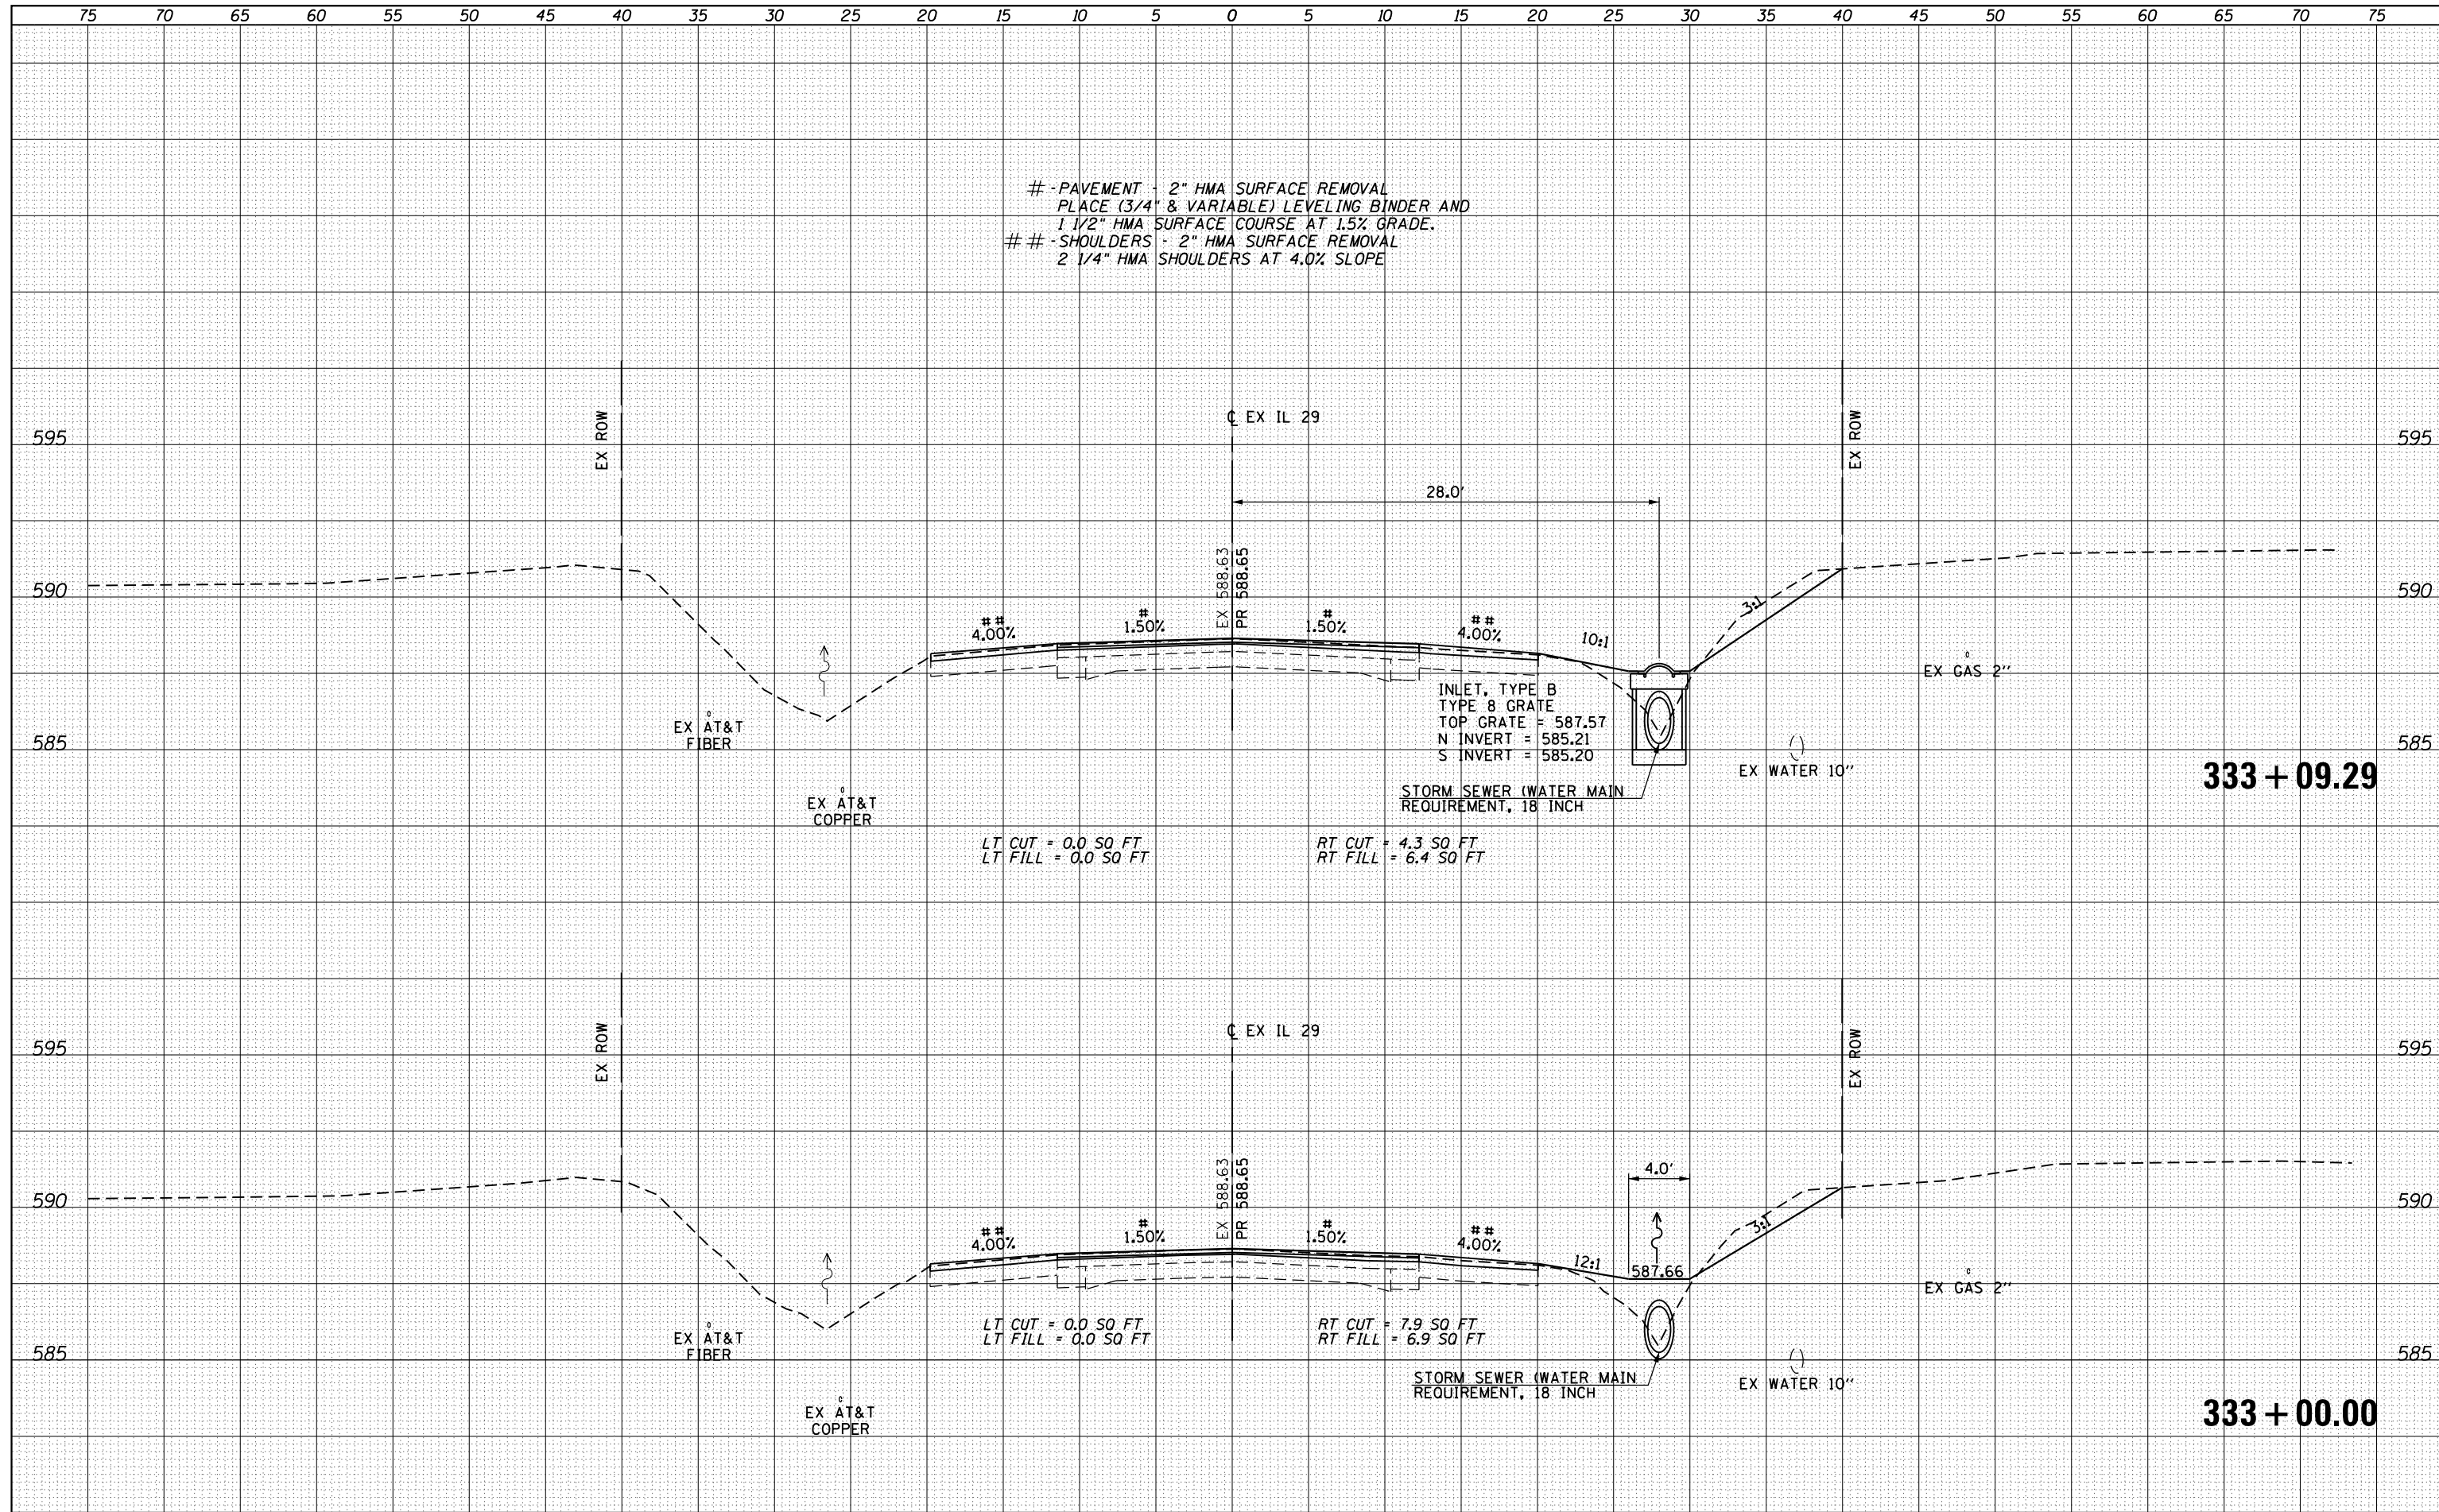 75 70 65 60 55 50 45 40 35 30 25 20 15 10 5 0 5 10 15 20 25 30 35 40 45 50 55 60 65 70 75
# - PAVEMENT - 2" HMA SURFACE REMOVAL
PLACE (3/4" & VARIABLE) LEVELING BINDER AND
1 1/2" HMA SURFACE COURSE AT 1.5% GRADE.
## - SHOULDERS - 2" HMA SURFACE REMOVAL
2 1/4" HMA SHOULDERS AT 4.0% SLOPE
EX ROW
℄ EX IL 29
EX ROW
595
595
28.0'
EX 588.63
PR 588.65
590
590
##
4.00%
#
1.50%
#
1.50%
##
4.00%
10:1
3:1
EX GAS 2''
INLET, TYPE B
TYPE 8 GRATE
TOP GRATE = 587.57
N INVERT = 585.21
S INVERT = 585.20
EX AT&T
FIBER
585
585
EX WATER 10''
333 + 09.29
STORM SEWER (WATER MAIN
REQUIREMENT, 18 INCH
EX AT&T
COPPER
LT CUT = 0.0 SQ FT
LT FILL = 0.0 SQ FT
RT CUT = 4.3 SQ FT
RT FILL = 6.4 SQ FT
EX ROW
℄ EX IL 29
EX ROW
595
595
4.0'
EX 588.63
PR 588.65
590
590
##
4.00%
#
1.50%
#
1.50%
##
4.00%
12:1
587.66
3:1
EX GAS 2''
LT CUT = 0.0 SQ FT
LT FILL = 0.0 SQ FT
RT CUT = 7.9 SQ FT
RT FILL = 6.9 SQ FT
EX AT&T
FIBER
585
585
STORM SEWER (WATER MAIN
REQUIREMENT, 18 INCH
EX WATER 10''
EX AT&T
COPPER
333 + 00.00